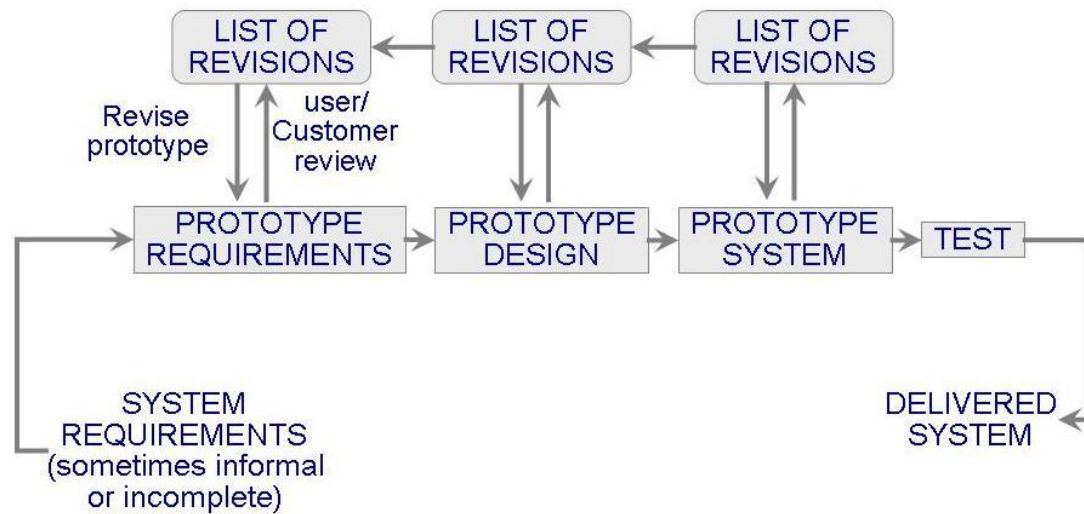 LIST OF
REVISIONS
LIST OF
REVISIONS
LIST OF
REVISIONS
Revise
prototype
user/
Customer
review
PROTOTYPE
REQUIREMENTS
PROTOTYPE
DESIGN
PROTOTYPE
SYSTEM
TEST
SYSTEM
REQUIREMENTS
(sometimes informal
or incomplete)
DELIVERED
SYSTEM